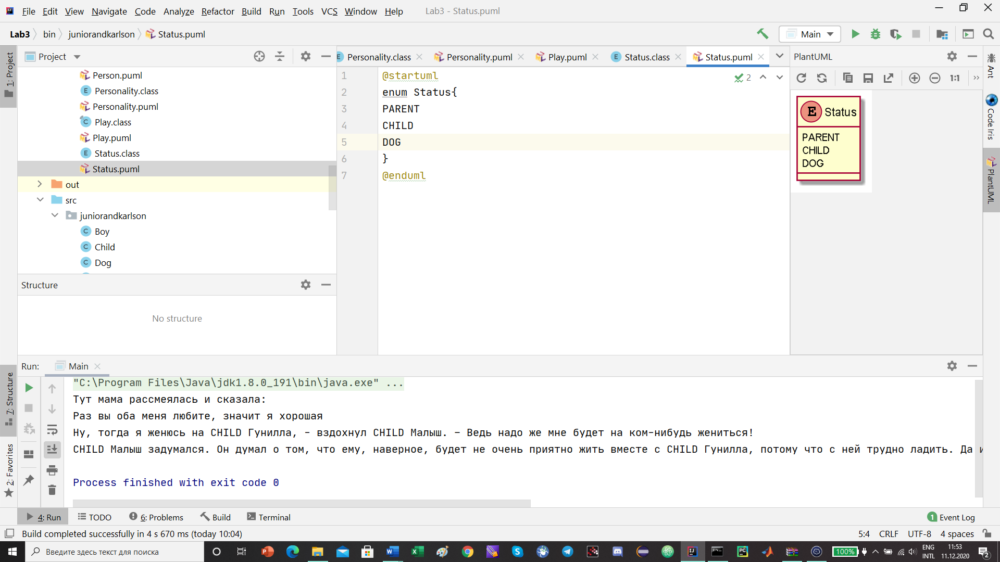 File Edit View Navigate Code Analyze Refactor Build Run Tools VCS Window Help Lab3 - Status.puml
Lab3 bin juniorandkarlson Status.puml Main
1: Project
Project
Personality.class Personality.puml Play.puml Status.class Status.puml
PlantUML
Person.puml
Personality.class
Personality.puml
Play.class
Play.puml
Status.class
Status.puml
out
src
juniorandkarlson
Boy
Child
Dog
1 @startuml
2 enum Status{
3 PARENT
4 CHILD
5 DOG
6 }
7 @enduml
2
1:1
E Status
PARENT
CHILD
DOG
Ant
Code Iris
PlantUML
Structure
No structure
7: Structure
2: Favorites
Run: Main
"C:\Program Files\Java\jdk1.8.0_191\bin\java.exe" ...
Тут мама рассмеялась и сказала:
Раз вы оба меня любите, значит я хорошая
Ну, тогда я женюсь на CHILD Гунилла, - вздохнул CHILD Малыш. – Ведь надо же мне будет на ком-нибудь жениться!
CHILD Малыш задумался. Он думал о том, что ему, наверное, будет не очень приятно жить вместе с CHILD Гунилла, потому что с ней трудно ладить. Да и
Process finished with exit code 0
4: Run TODO 6: Problems Build Terminal 1 Event Log
Build completed successfully in 4 s 670 ms (today 10:04) 5:4 CRLF UTF-8 4 spaces
Введите здесь текст для поиска
100%
ENG
INTL
11:53
11.12.2020
2